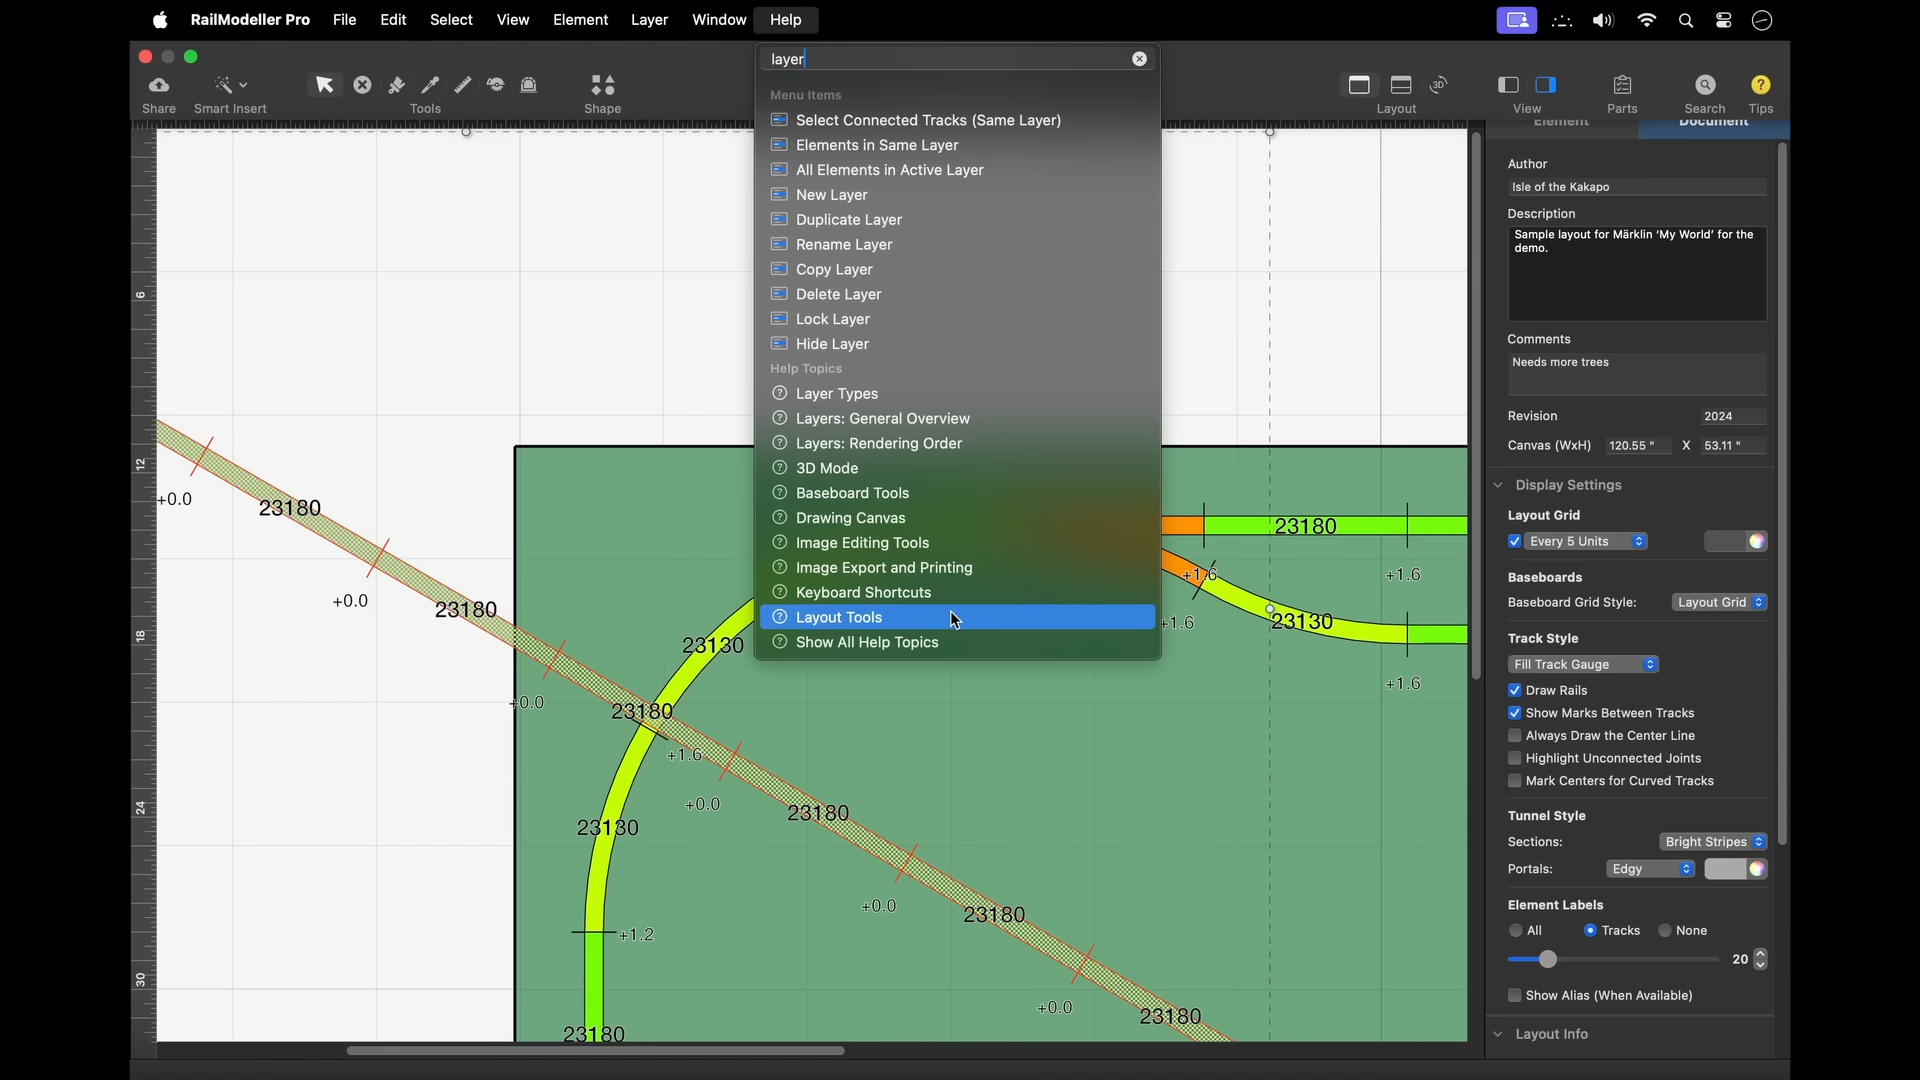 RailModeller Pro File Edit Select View Element Layer Window Help
layer
Share Smart Insert Tools Shape Layout View Parts Search Tips
3D
Menu Items
Select Connected Tracks (Same Layer)
Elements in Same Layer
All Elements in Active Layer
New Layer
Duplicate Layer
Rename Layer
Copy Layer
Delete Layer
Lock Layer
Hide Layer
Help Topics
Layer Types
Layers: General Overview
Layers: Rendering Order
3D Mode
Baseboard Tools
Drawing Canvas
Image Editing Tools
Image Export and Printing
Keyboard Shortcuts
Layout Tools
Show All Help Topics
6
12
18
24
30
+0.0
23180
+0.0
23180
+0.0
23180
23130
+1.6
+0.0
23180
23130
+0.0
23180
+1.2
+0.0
23180
23180
23180
+1.6
+1.6
+1.6
23130
+1.6
Element Document
Author
Isle of the Kakapo
Description
Sample layout for Märklin ‘My World’ for the
demo.
Comments
Needs more trees
Revision 2024
Canvas (WxH) 120.55 " X 53.11 "
Display Settings
Layout Grid
Every 5 Units
Baseboards
Baseboard Grid Style: Layout Grid
Track Style
Fill Track Gauge
Draw Rails
Show Marks Between Tracks
Always Draw the Center Line
Highlight Unconnected Joints
Mark Centers for Curved Tracks
Tunnel Style
Sections: Bright Stripes
Portals: Edgy
Element Labels
All Tracks None
20
Show Alias (When Available)
Layout Info